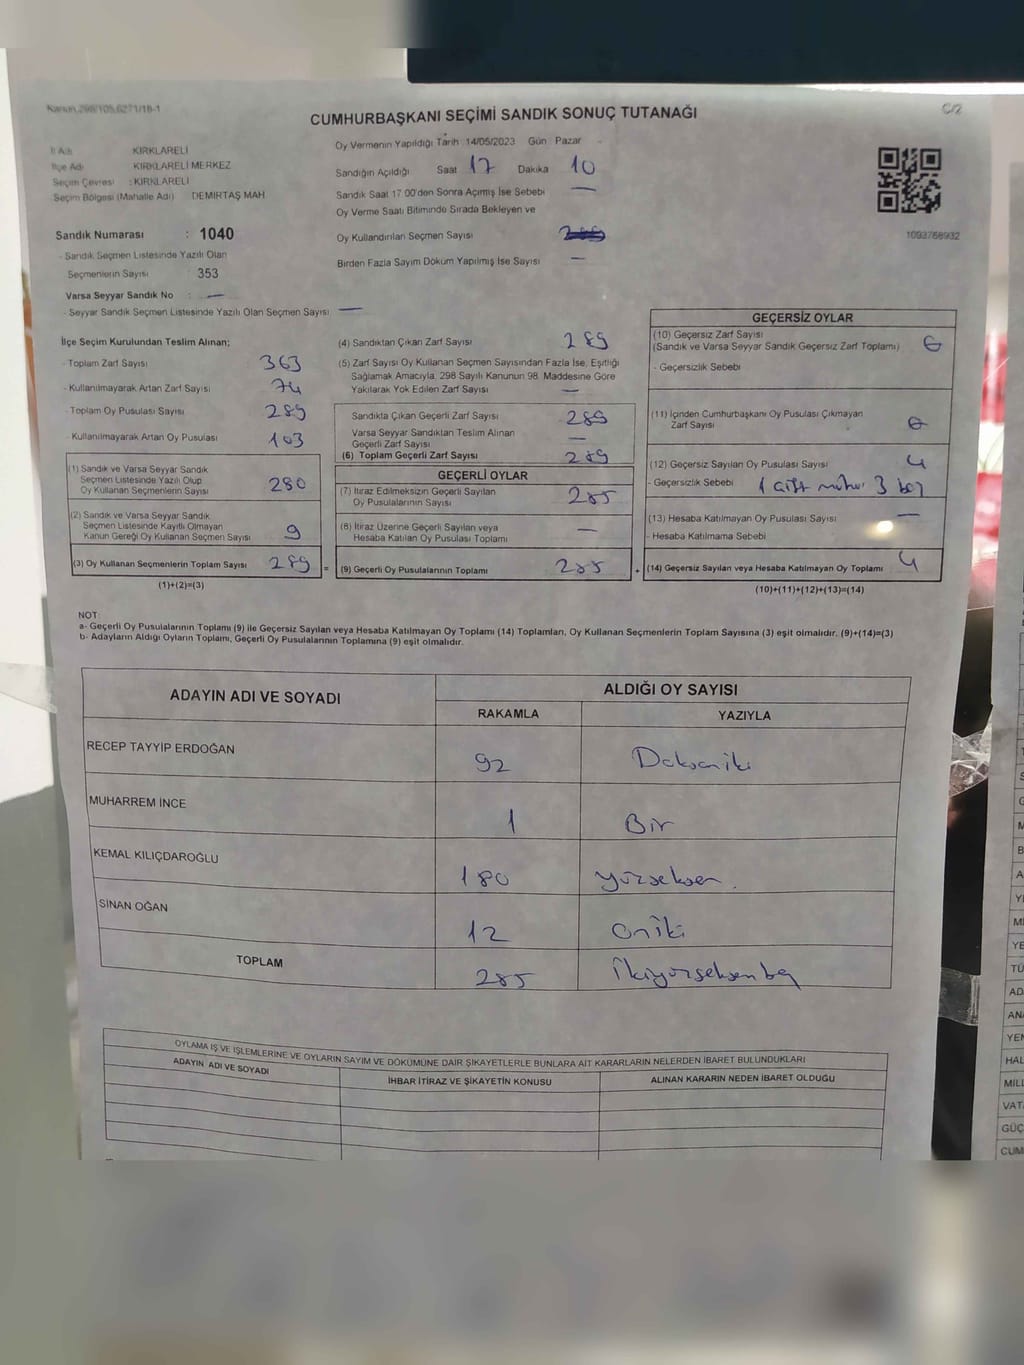 Kanun 298/105,6271/18-1
C/2
CUMHURBAŞKANI SEÇİMİ SANDIK SONUÇ TUTANAĞI
İl Adı KIRKLARELİ
İlçe Adı KIRKLARELİ MERKEZ
Seçim Çevresi : KIRKLARELİ
Seçim Bölgesi (Mahalle Adı) DEMİRTAŞ MAH
Sandık Numarası : 1040
- Sandık Seçmen Listesinde Yazılı Olan
Seçmenlerin Sayısı 353
Varsa Seyyar Sandık No : —
- Seyyar Sandık Seçmen Listesinde Yazılı Olan Seçmen Sayısı —
Oy Vermenin Yapıldığı Tarih 14/05/2023 Gün Pazar
Sandığın Açıldığı Saat 17 Dakika 10
Sandık Saat 17 00'den Sonra Açımış İse Sebebi —
Oy Verme Saati Bitiminde Sırada Bekleyen ve
Oy Kullandırılan Seçmen Sayısı
Birden Fazla Sayım Döküm Yapılmış İse Sayısı —
1093768932
İlçe Seçim Kurulundan Teslim Alınan;
- Toplam Zarf Sayısı 363
- Kullanılmayarak Artan Zarf Sayısı 74
- Toplam Oy Pusulası Sayısı 289
- Kullanılmayarak Artan Oy Pusulası 103
(1) Sandık ve Varsa Seyyar Sandık
Seçmen Listesinde Yazılı Olup
Oy Kullanan Seçmenlerin Sayısı 280
(2) Sandık ve Varsa Seyyar Sandık
Seçmen Listesinde Kayıtlı Olmayan
Kanun Gereği Oy Kullanan Seçmen Sayısı 9
(3) Oy Kullanan Seçmenlerin Toplam Sayısı 289 =
(1)+(2)=(3)
(4) Sandıktan Çıkan Zarf Sayısı 289
(5) Zarf Sayısı Oy Kullanan Seçmen Sayısından Fazla İse, Eşitliği
Sağlamak Amacıyla, 298 Sayılı Kanunun 98. Maddesine Göre
Yakılarak Yok Edilen Zarf Sayısı —
Sandıkta Çıkan Geçerli Zarf Sayısı 289
Varsa Seyyar Sandıktan Teslim Alınan
Geçerli Zarf Sayısı —
(6) Toplam Geçerli Zarf Sayısı 289
GEÇERLİ OYLAR
(7) İtiraz Edilmeksizin Geçerli Sayılan
Oy Pusulalarının Sayısı 285
(8) İtiraz Üzerine Geçerli Sayılan veya
Hesaba Katılan Oy Pusulası Toplamı —
(9) Geçerli Oy Pusulalarının Toplamı 285 +
GEÇERSİZ OYLAR
(10) Geçersiz Zarf Sayısı
(Sandık ve Varsa Seyyar Sandık Geçersiz Zarf Toplamı)
- Geçersizlik Sebebi
(11) İçinden Cumhurbaşkanı Oy Pusulası Çıkmayan
Zarf Sayısı
(12) Geçersiz Sayılan Oy Pusulası Sayısı 4
- Geçersizlik Sebebi 1 çift mühür 3 boş
(13) Hesaba Katılmayan Oy Pusulası Sayısı —
- Hesaba Katılmama Sebebi
(14) Geçersiz Sayılan veya Hesaba Katılmayan Oy Toplamı 4
(10)+(11)+(12)+(13)=(14)
NOT:
a- Geçerli Oy Pusulalarının Toplamı (9) ile Geçersiz Sayılan veya Hesaba Katılmayan Oy Toplamı (14) Toplamları, Oy Kullanan Seçmenlerin Toplam Sayısına (3) eşit olmalıdır. (9)+(14)=(3)
b- Adayların Aldığı Oyların Toplamı, Geçerli Oy Pusulalarının Toplamına (9) eşit olmalıdır.
ADAYIN ADI VE SOYADI
ALDIĞI OY SAYISI
RAKAMLA YAZIYLA
RECEP TAYYİP ERDOĞAN 92 Doksaniki
MUHARREM İNCE 1 Bir
KEMAL KILIÇDAROĞLU 180 yüzseksen.
SİNAN OĞAN 12 oniki
TOPLAM 285 ikiyüzseksenbeş
OYLAMA İŞ VE İŞLEMLERİNE VE OYLARIN SAYIM VE DÖKÜMÜNE DAİR ŞİKAYETLERLE BUNLARA AİT KARARLARIN NELERDEN İBARET BULUNDUKLARI
ADAYIN ADI VE SOYADI İHBAR İTİRAZ VE ŞİKAYETİN KONUSU ALINAN KARARIN NEDEN İBARET OLDUĞU